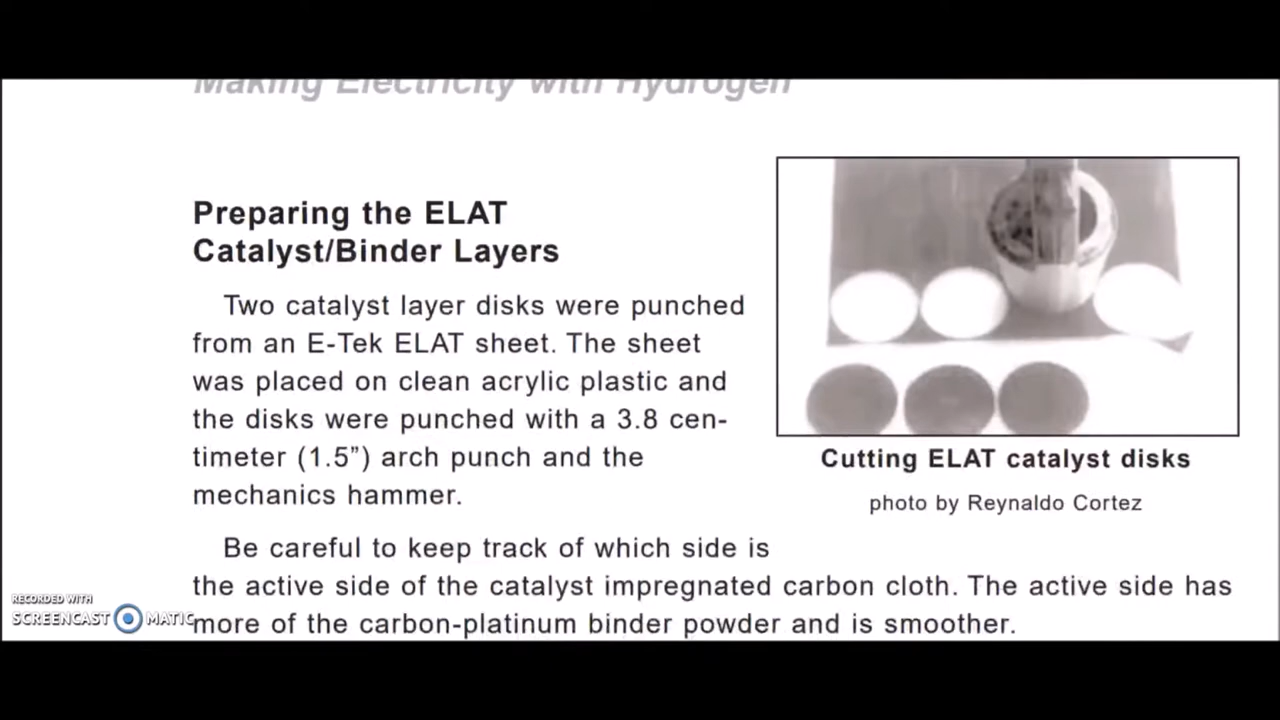 Making Electricity with Hydrogen
Preparing the ELAT
Catalyst/Binder Layers
Two catalyst layer disks were punched
from an E-Tek ELAT sheet. The sheet
was placed on clean acrylic plastic and
the disks were punched with a 3.8 cen-
timeter (1.5”) arch punch and the
mechanics hammer.
Cutting ELAT catalyst disks
photo by Reynaldo Cortez
Be careful to keep track of which side is
the active side of the catalyst impregnated carbon cloth. The active side has
more of the carbon-platinum binder powder and is smoother.
RECORDED WITH
SCREENCAST MATIC